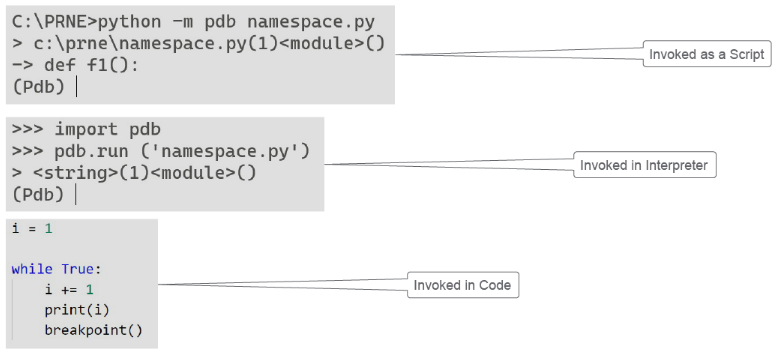 C:\PRNE>python -m pdb namespace.py
> c:\prne\namespace.py(1)<module>()
-> def f1():
(Pdb)
Invoked as a Script
>>> import pdb
>>> pdb.run ('namespace.py')
> <string>(1)<module>()
(Pdb)
Invoked in Interpreter
i = 1
while True:
    i += 1
    print(i)
    breakpoint()
Invoked in Code